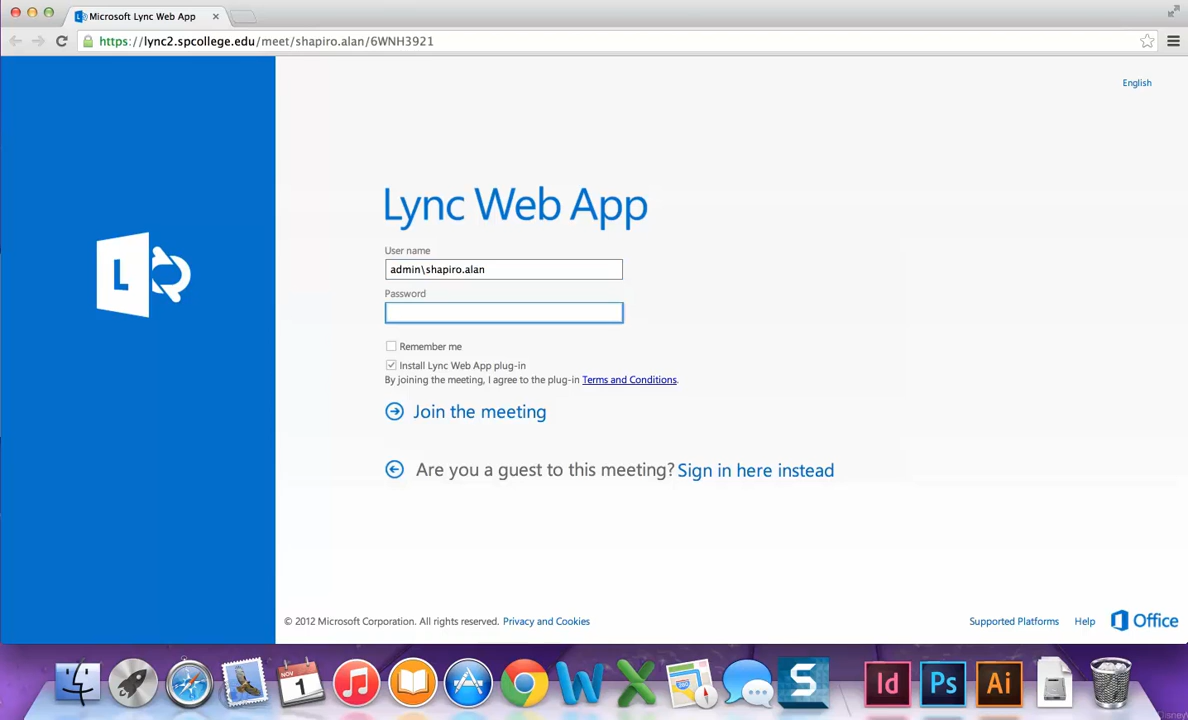 Microsoft Lync Web App
https://lync2.spcollege.edu/meet/shapiro.alan/6WNH3921
English
L
Lync Web App
User name
admin\shapiro.alan
Password
Remember me
Install Lync Web App plug-in
By joining the meeting, I agree to the plug-in Terms and Conditions.
Join the meeting
Are you a guest to this meeting? Sign in here instead
© 2012 Microsoft Corporation. All rights reserved. Privacy and Cookies
Supported Platforms Help Office
NOV
1
W X S Id Ps Ai
Disney